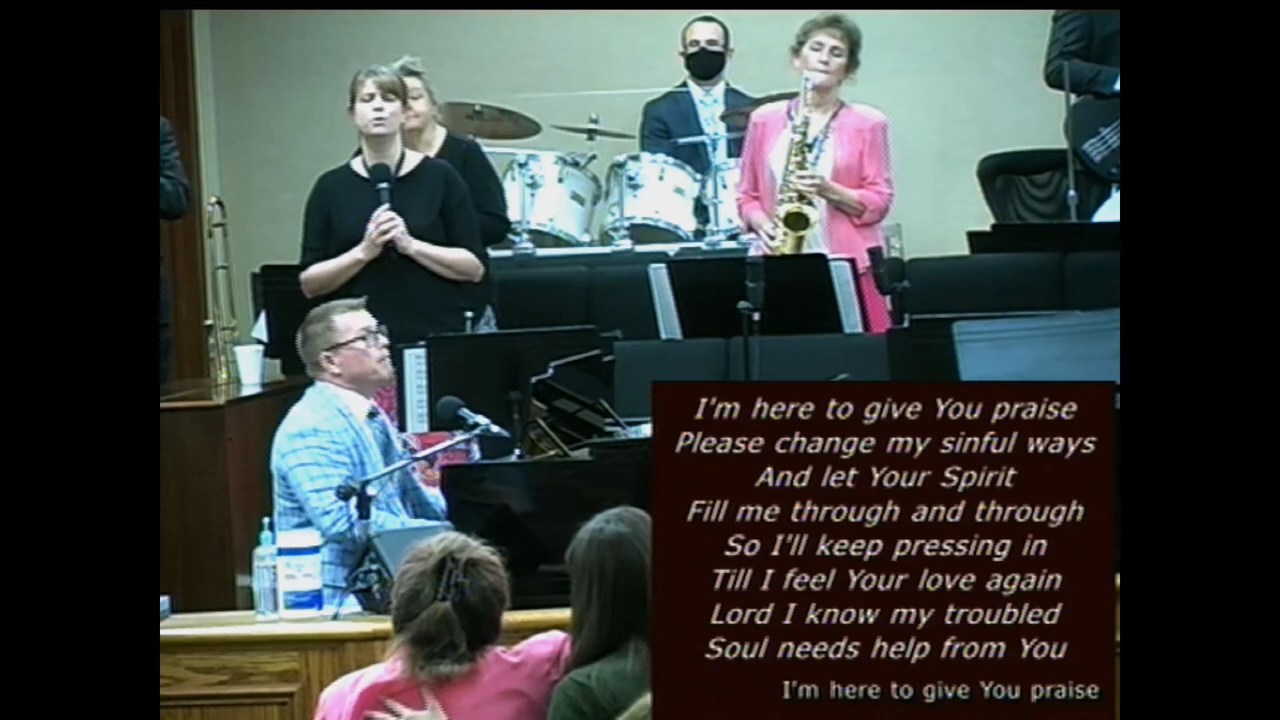 I'm here to give You praise
Please change my sinful ways
And let Your Spirit
Fill me through and through
So I'll keep pressing in
Till I feel Your love again
Lord I know my troubled
Soul needs help from You
I'm here to give You praise